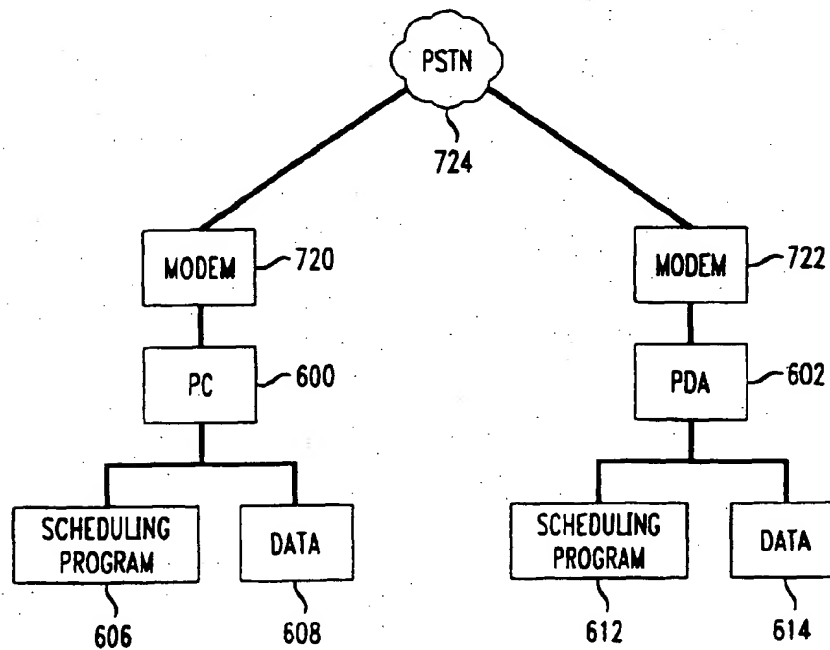 PSTN
724
MODEM
720
MODEM
722
PC
600
PDA
602
SCHEDULING
PROGRAM
DATA
SCHEDULING
PROGRAM
DATA
606
608
612
614